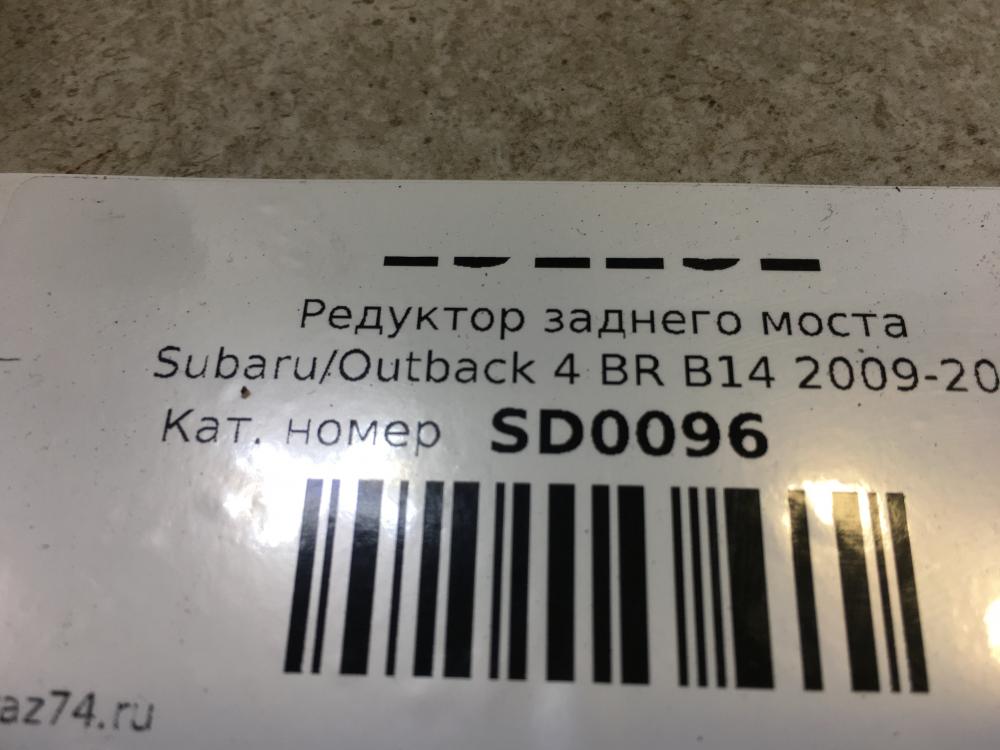 Редуктор заднего моста
Subaru/Outback 4 BR B14 2009-20
Кат. номер SD0096
az74.ru